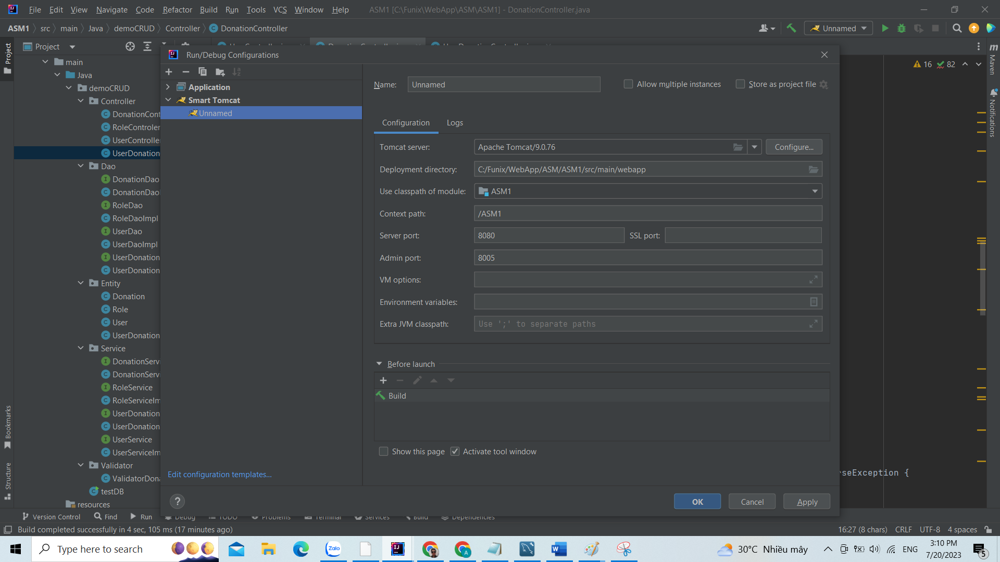 File Edit View Navigate Code Refactor Build Run Tools VCS Window Help ASM1 [C:\Funix\WebApp\ASM\ASM1] - DonationController.java
ASM1 src main Java demoCRUD Controller DonationController
Unnamed
Project
Project
main
Java
demoCRUD
Controller
DonationCont
RoleControler
UserControlle
UserDonation
Dao
DonationDao
DonationDao
RoleDao
RoleDaoImpl
UserDao
UserDaoImpl
UserDonation
UserDonation
Entity
Donation
Role
User
UserDonation
Service
DonationServ
DonationServ
RoleService
RoleServiceIm
UserDonation
UserDonation
UserService
UserServiceIm
Validator
ValidatorDona
testDB
resources
Bookmarks
Structure
Run/Debug Configurations
Application
Smart Tomcat
Unnamed
Edit configuration templates...
Name: Unnamed
Allow multiple instances
Store as project file
Configuration Logs
Tomcat server: Apache Tomcat/9.0.76 Configure...
Deployment directory: C:/Funix/WebApp/ASM/ASM1/src/main/webapp
Use classpath of module: ASM1
Context path: /ASM1
Server port: 8080 SSL port:
Admin port: 8005
VM options:
Environment variables:
Extra JVM classpath: Use ';' to separate paths
Before launch
Build
Show this page Activate tool window
? OK Cancel Apply
16 82
m Maven
Notifications
rseException {
Version Control Find Run Debug TODO Problems Terminal Services Build Dependencies
Build completed successfully in 4 sec, 105 ms (17 minutes ago)
16:27 (8 chars) CRLF UTF-8 4 spaces
Type here to search
Zalo
30°C Nhiều mây
ENG
3:10 PM
7/20/2023
5